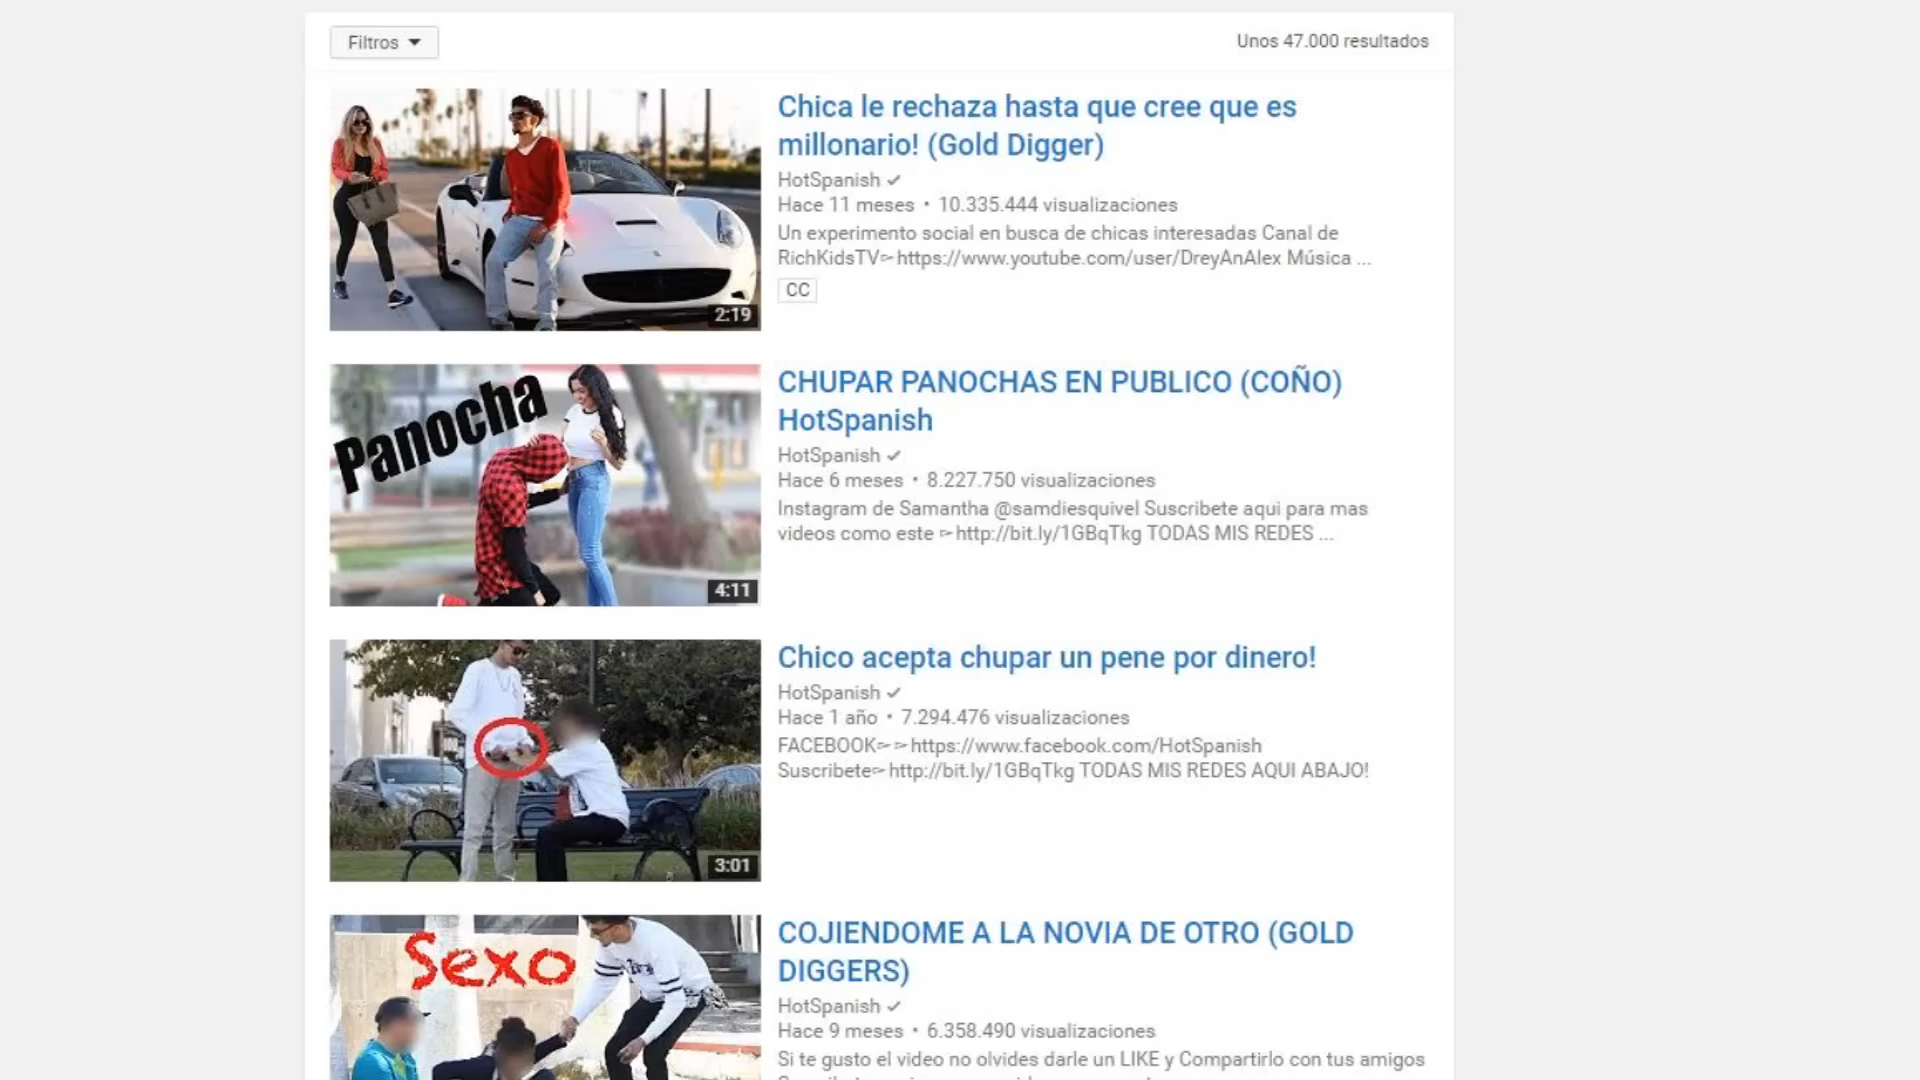 Filtros
Unos 47.000 resultados
Chica le rechaza hasta que cree que es
millonario! (Gold Digger)
HotSpanish
Hace 11 meses • 10.335.444 visualizaciones
Un experimento social en busca de chicas interesadas Canal de
RichKidsTV►https://www.youtube.com/user/DreyAnAlex Música ...
CC
2:19
Panocha
4:11
CHUPAR PANOCHAS EN PUBLICO (COÑO)
HotSpanish
HotSpanish
Hace 6 meses • 8.227.750 visualizaciones
Instagram de Samantha @samdiesquivel Suscribete aqui para mas
videos como este ►http://bit.ly/1GBqTkg TODAS MIS REDES ...
3:01
Chico acepta chupar un pene por dinero!
HotSpanish
Hace 1 año • 7.294.476 visualizaciones
FACEBOOK►►https://www.facebook.com/HotSpanish
Suscribete►http://bit.ly/1GBqTkg TODAS MIS REDES AQUI ABAJO!
Sexo
COJIENDOME A LA NOVIA DE OTRO (GOLD
DIGGERS)
HotSpanish
Hace 9 meses • 6.358.490 visualizaciones
Si te gusto el video no olvides darle un LIKE y Compartirlo con tus amigos